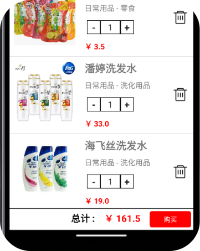 日常用品 - 零食
- 1 +
¥ 3.5
潘婷洗发水
日常用品 - 洗化用品
- 1 +
¥ 33.0
海飞丝洗发水
日常用品 - 洗化用品
- 1 +
¥ 19.0
总计： ¥ 161.5 购买